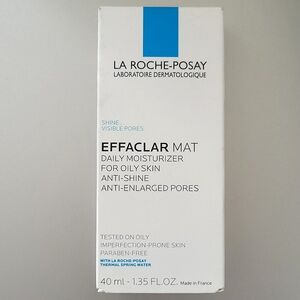 LA ROCHE-POSAY
LABORATOIRE DERMATOLOGIQUE
SHINE
VISIBLE PORES
EFFACLAR MAT
DAILY MOISTURIZER
FOR OILY SKIN
ANTI-SHINE
ANTI-ENLARGED PORES
TESTED ON OILY
IMPERFECTION-PRONE SKIN
PARABEN-FREE
WITH LA ROCHE-POSAY
THERMAL SPRING WATER
40 ml - 1.35 FL.OZ. Made in France